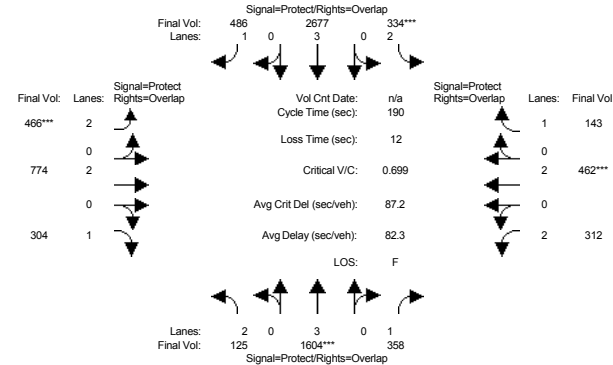 Signal=Protect/Rights=Overlap
Final Vol: 486 2677 334***
Lanes: 1 0 3 0 2
Signal=Protect
Final Vol: Lanes: Rights=Overlap
Vol Cnt Date: n/a
Signal=Protect
Rights=Overlap Lanes: Final Vol
Cycle Time (sec): 190
466*** 2
1 143
Loss Time (sec): 12
0
0
774 2
Critical V/C: 0.699
2 462***
0
Avg Crit Del (sec/veh): 87.2
0
304 1
Avg Delay (sec/veh): 82.3
2 312
LOS: F
Lanes: 2 0 3 0 1
Final Vol: 125 1604*** 358
Signal=Protect/Rights=Overlap